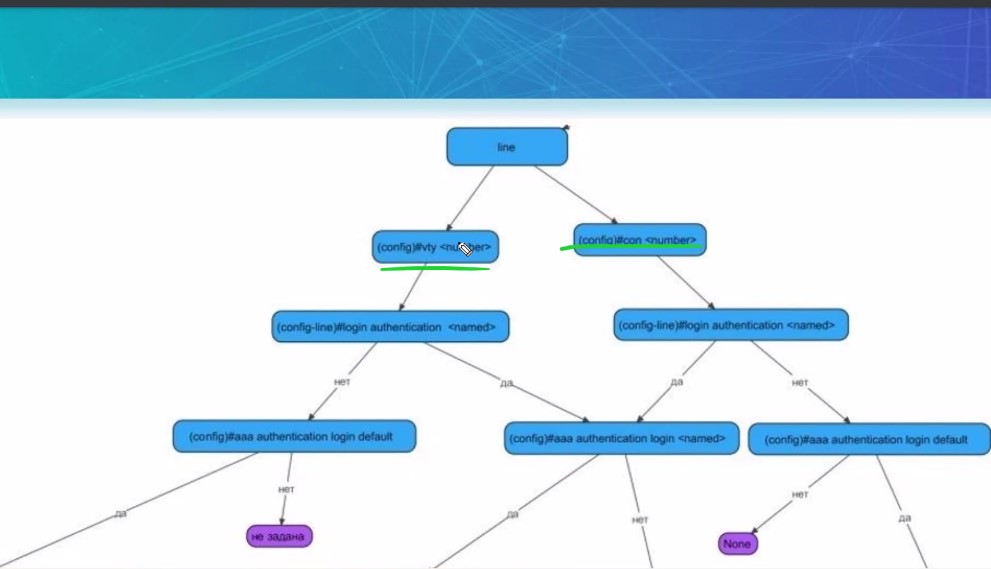 line
(config)#vty <number>
(config)#con <number>
(config-line)#login authentication <named>
(config-line)#login authentication <named>
нет
да
да
нет
(config)#aaa authentication login default
(config)#aaa authentication login <named>
(config)#aaa authentication login default
да
нет
да
нет
нет
да
не задана
None